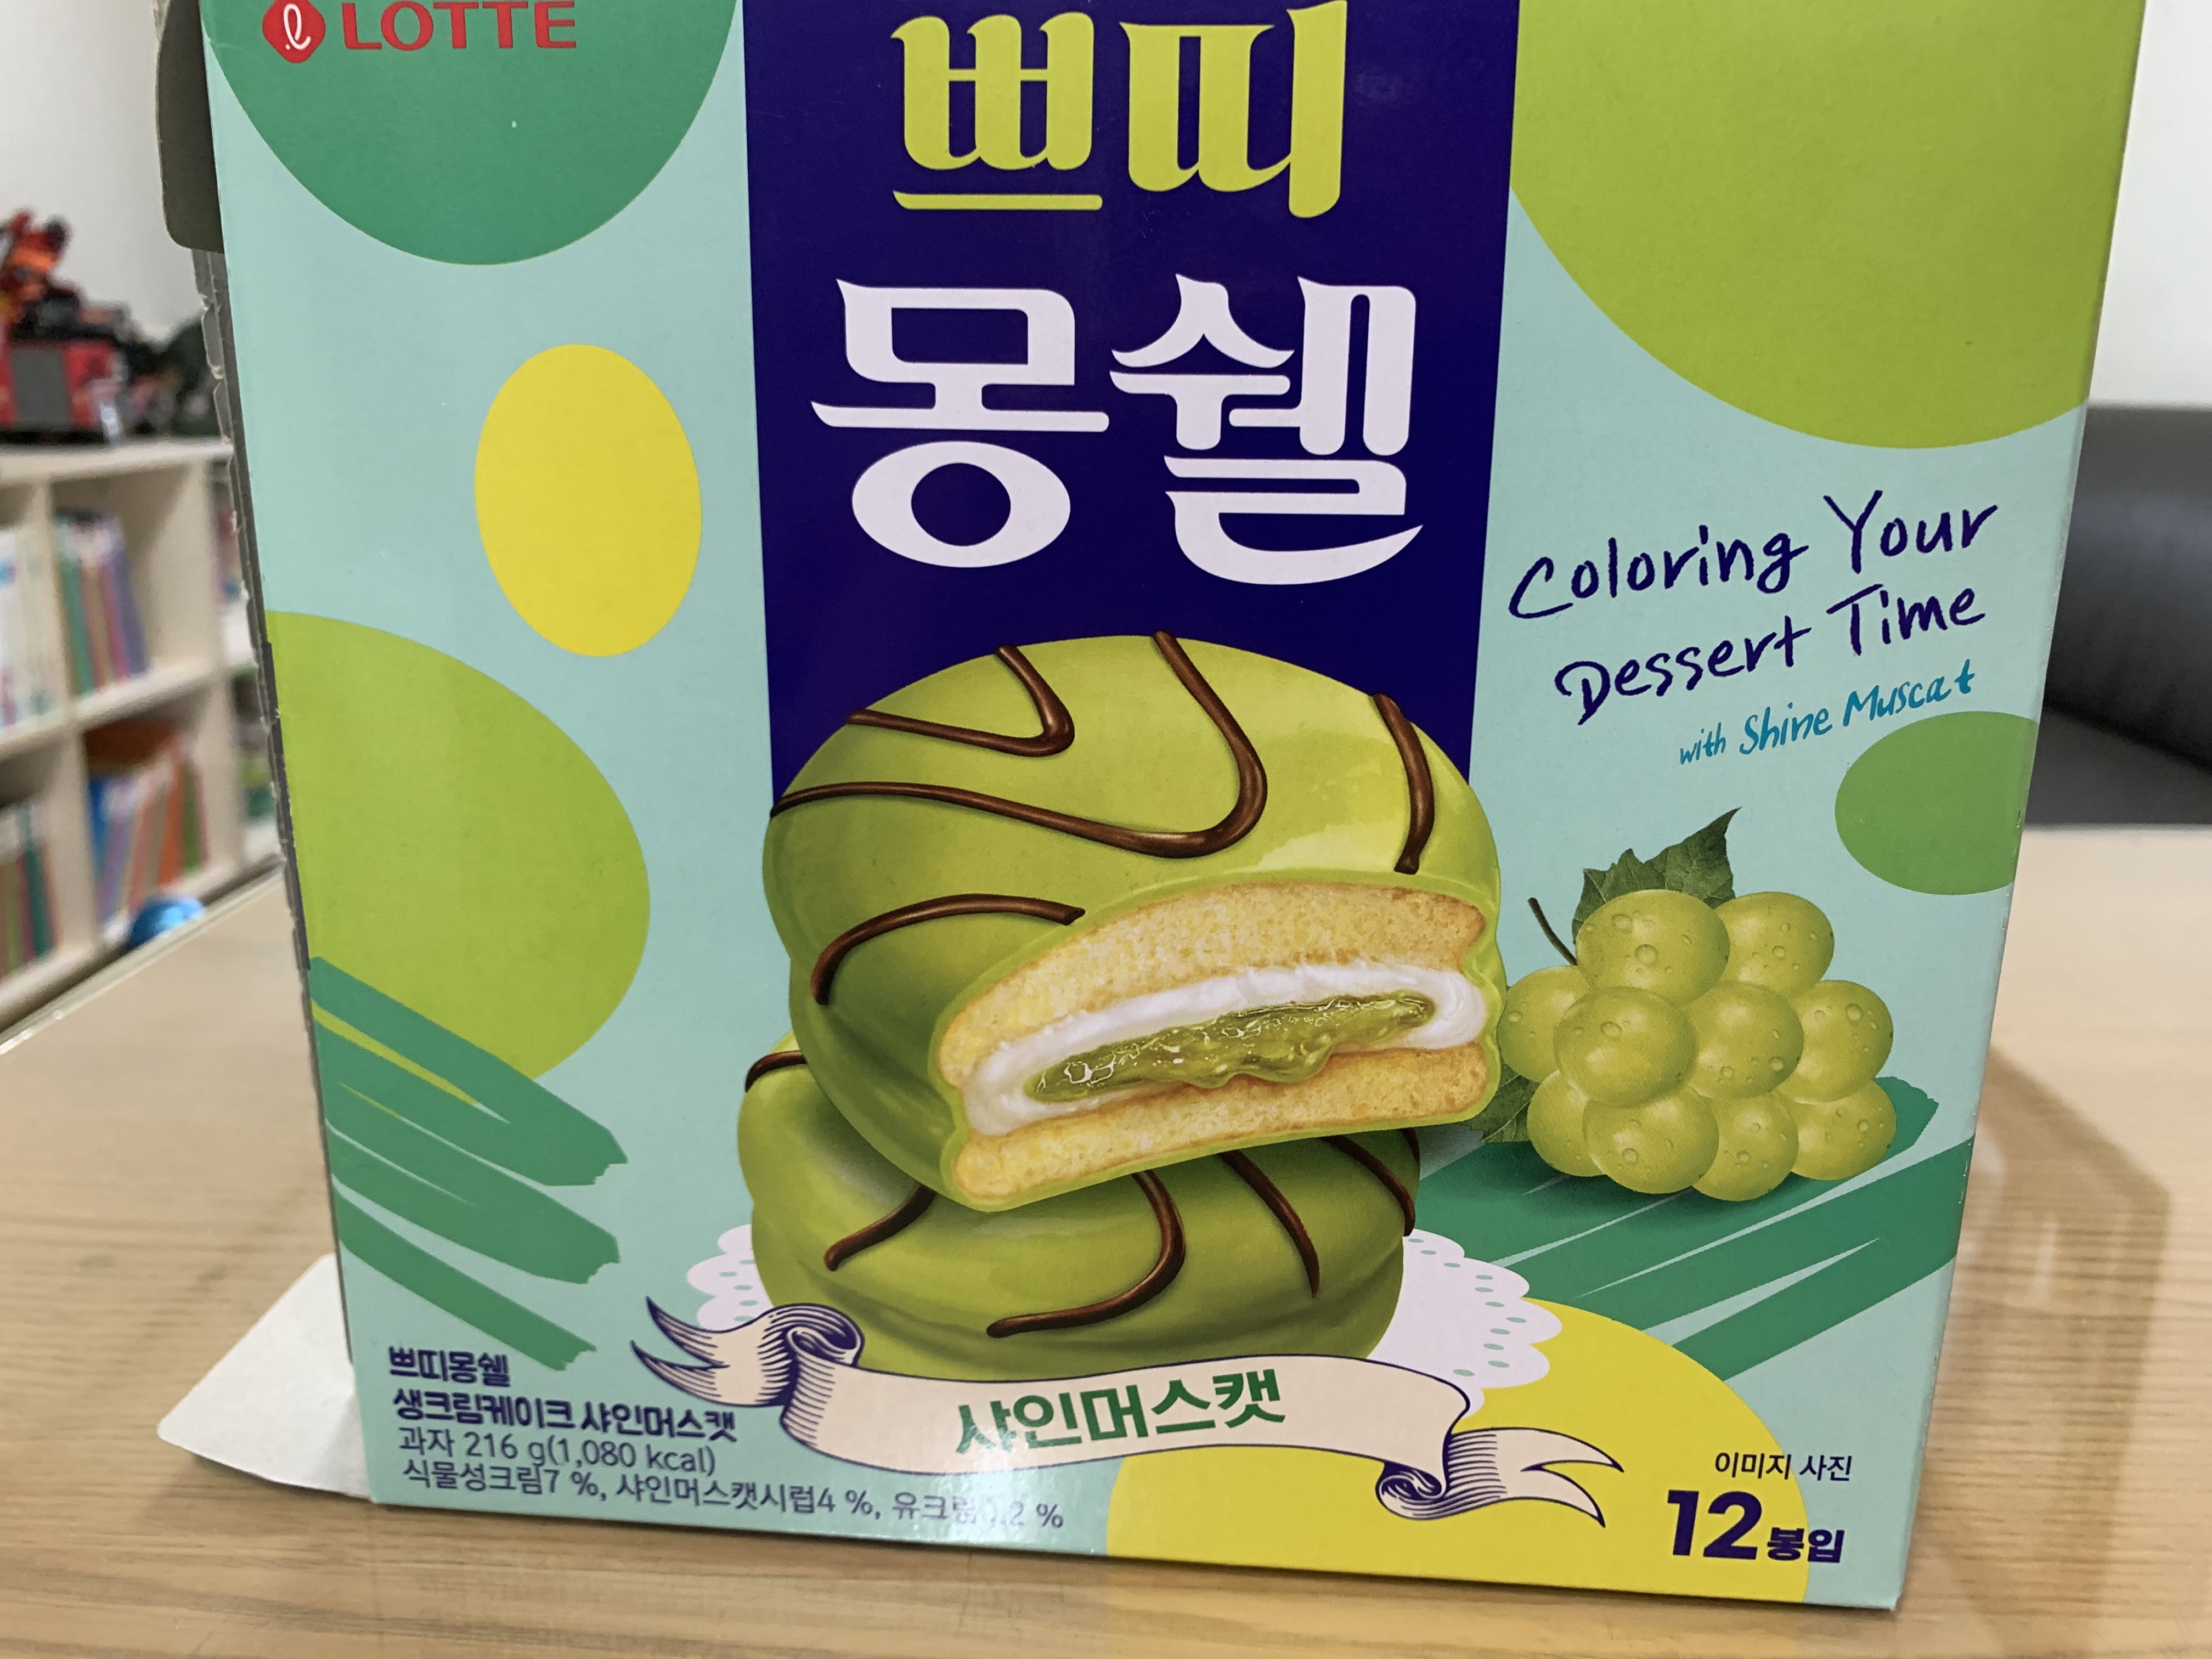 LOTTE
쁘띠
몽쉘
Coloring Your
Dessert Time
with Shine Muscat
샤인머스캣
쁘띠몽쉘
생크림케이크 샤인머스캣
과자 216 g(1,080 kcal)
식물성크림7 %, 샤인머스캣시럽4 %, 유크림0.2 %
이미지 사진
12봉입